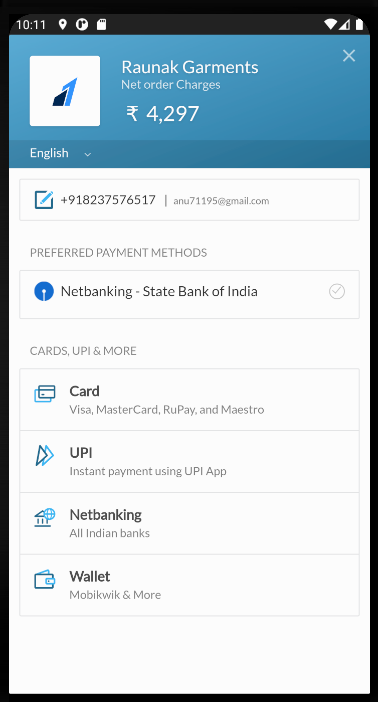 10:11
Raunak Garments
Net order Charges
₹ 4,297
English
+918237576517 | anu71195@gmail.com
PREFERRED PAYMENT METHODS
Netbanking - State Bank of India
CARDS, UPI & MORE
Card
Visa, MasterCard, RuPay, and Maestro
UPI
Instant payment using UPI App
Netbanking
All Indian banks
Wallet
Mobikwik & More